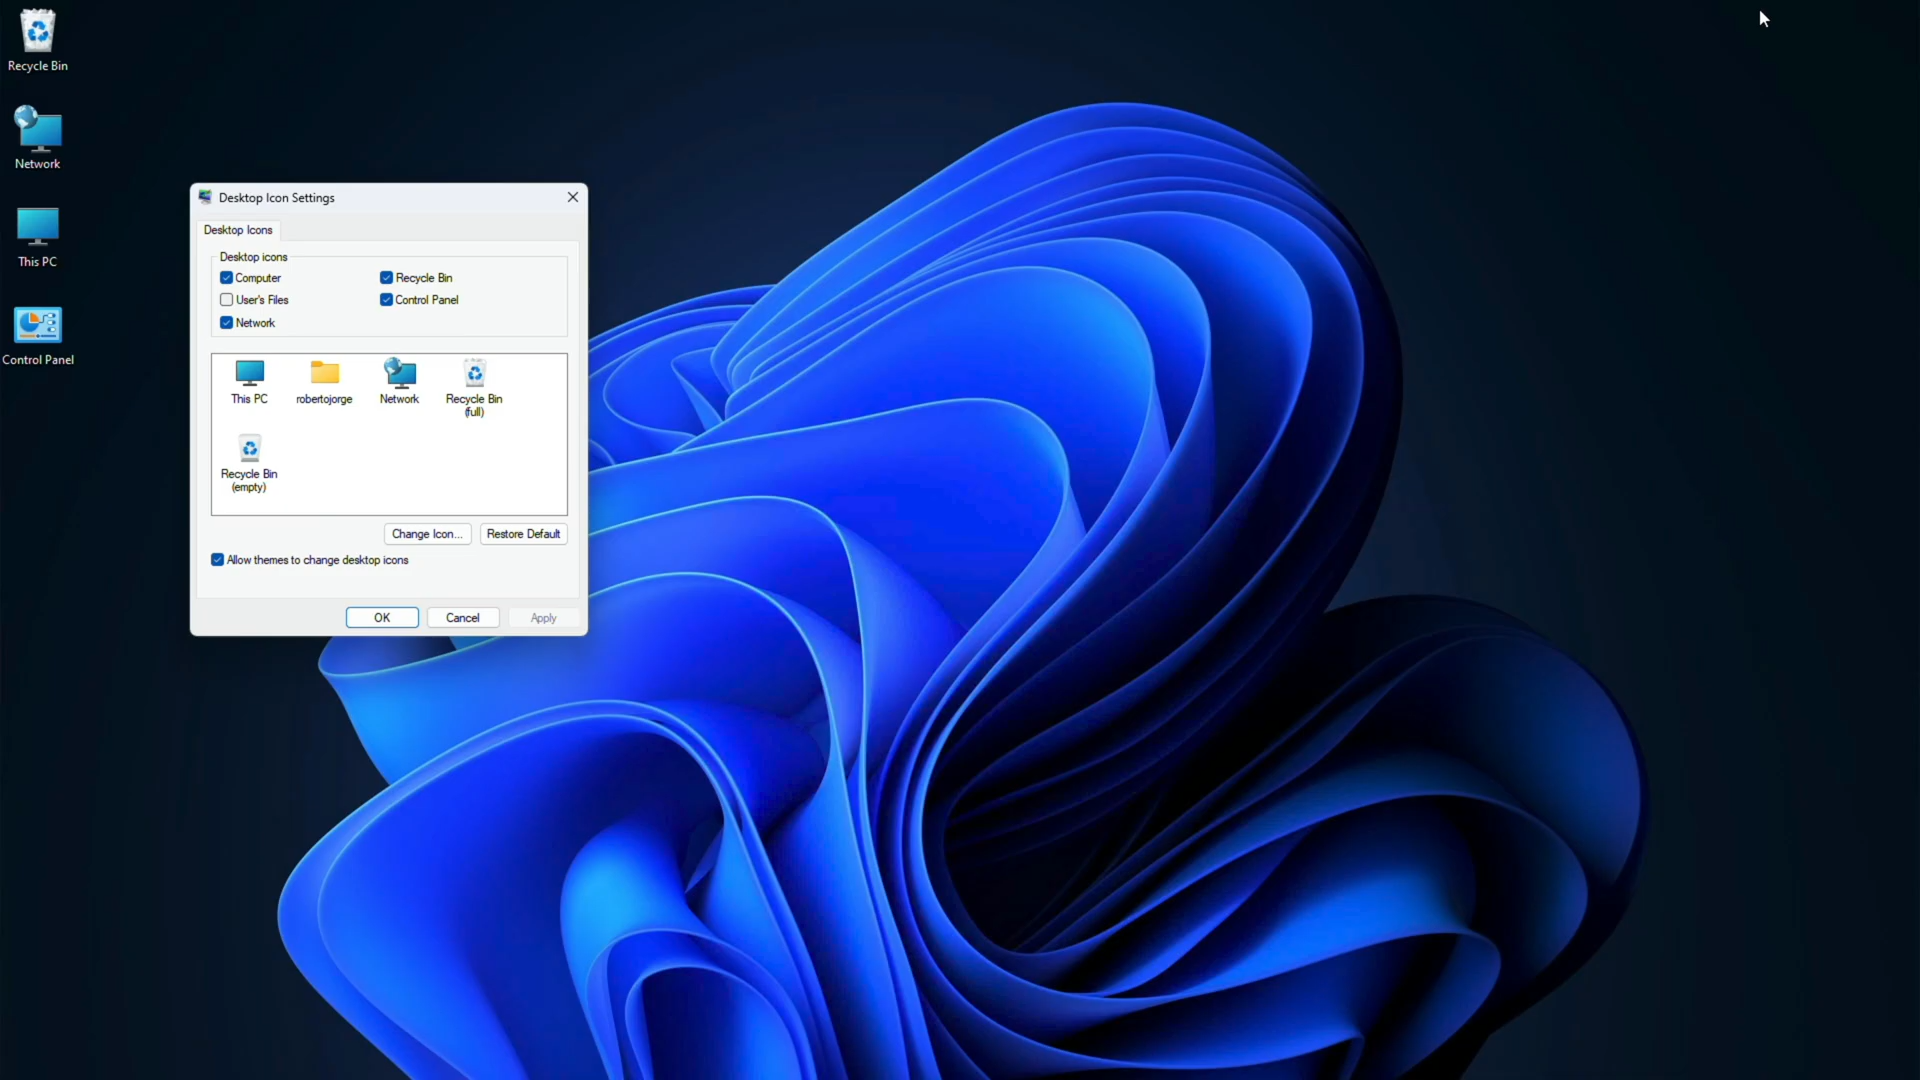 Recycle Bin
Network
This PC
Control Panel
Desktop Icon Settings
Desktop Icons
Desktop icons
Computer
Recycle Bin
User's Files
Control Panel
Network
This PC
robertojorge
Network
Recycle Bin
(full)
Recycle Bin
(empty)
Change Icon...
Restore Default
Allow themes to change desktop icons
OK
Cancel
Apply